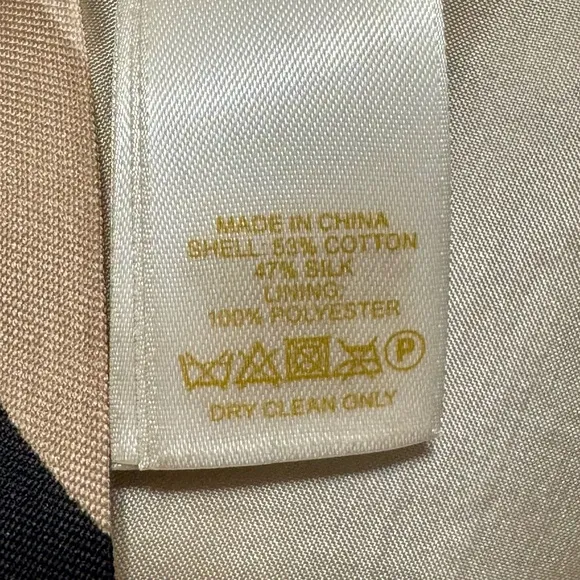 MADE IN CHINA
SHELL: 53% COTTON
47% SILK
LINING:
100% POLYESTER
P
DRY CLEAN ONLY